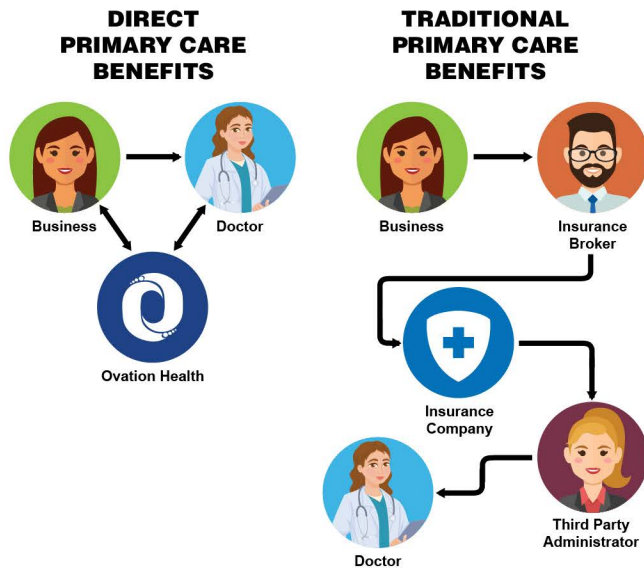 DIRECT
PRIMARY CARE
BENEFITS
Business
Doctor
Ovation Health
TRADITIONAL
PRIMARY CARE
BENEFITS
Business
Insurance
Broker
Insurance
Company
Third Party
Administrator
Doctor